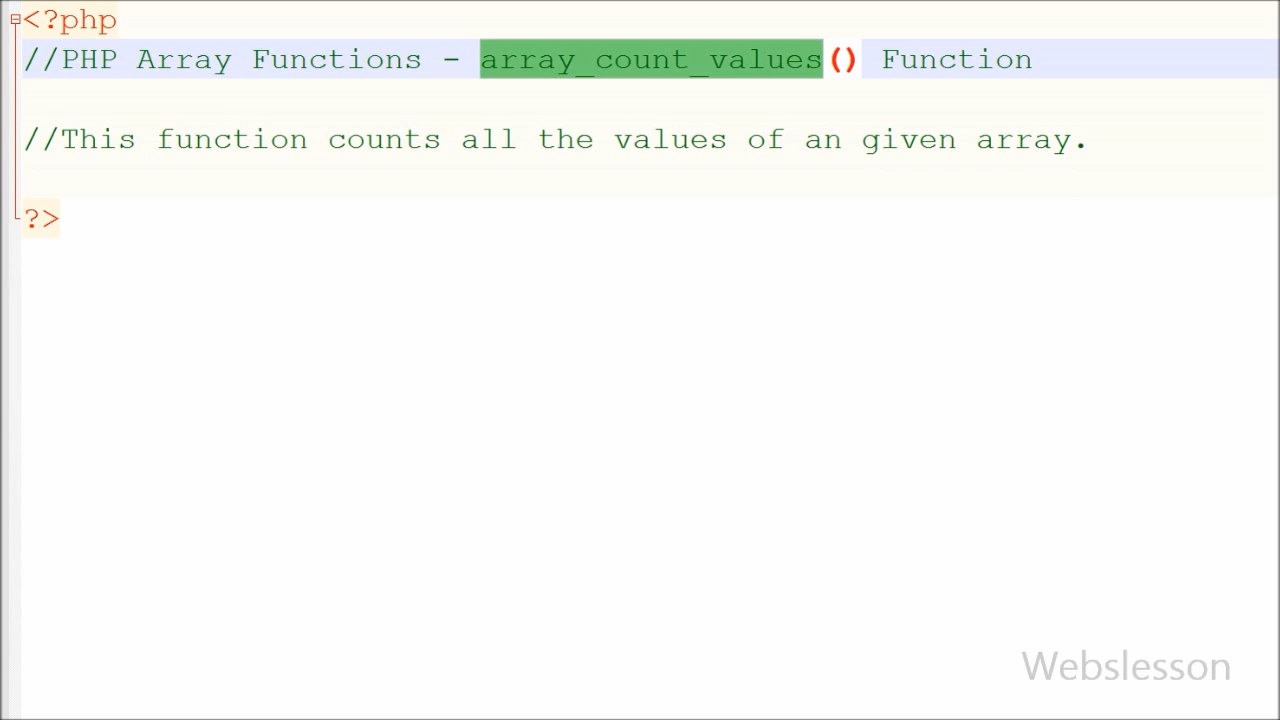 <?php
//PHP Array Functions - array_count_values() Function
//This function counts all the values of an given array.
?>
Webslesson